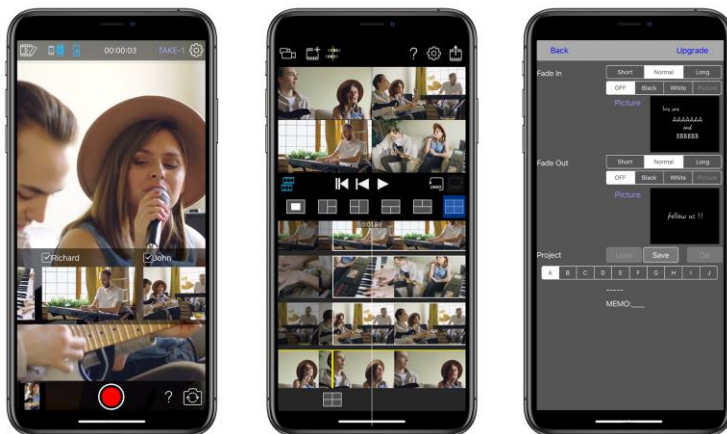 00:00:03 TAKE-1
Richard John
?
?
Back Upgrade
Fade In Short Normal Long
OFF Black White Picture
Picture
We are
AAAAAAA
and
BBBBBB
Fade Out Short Normal Long
OFF Black White Picture
Picture
follow us !!
Project Load Save Del
A B C D E F G H I J
-----
MEMO:___